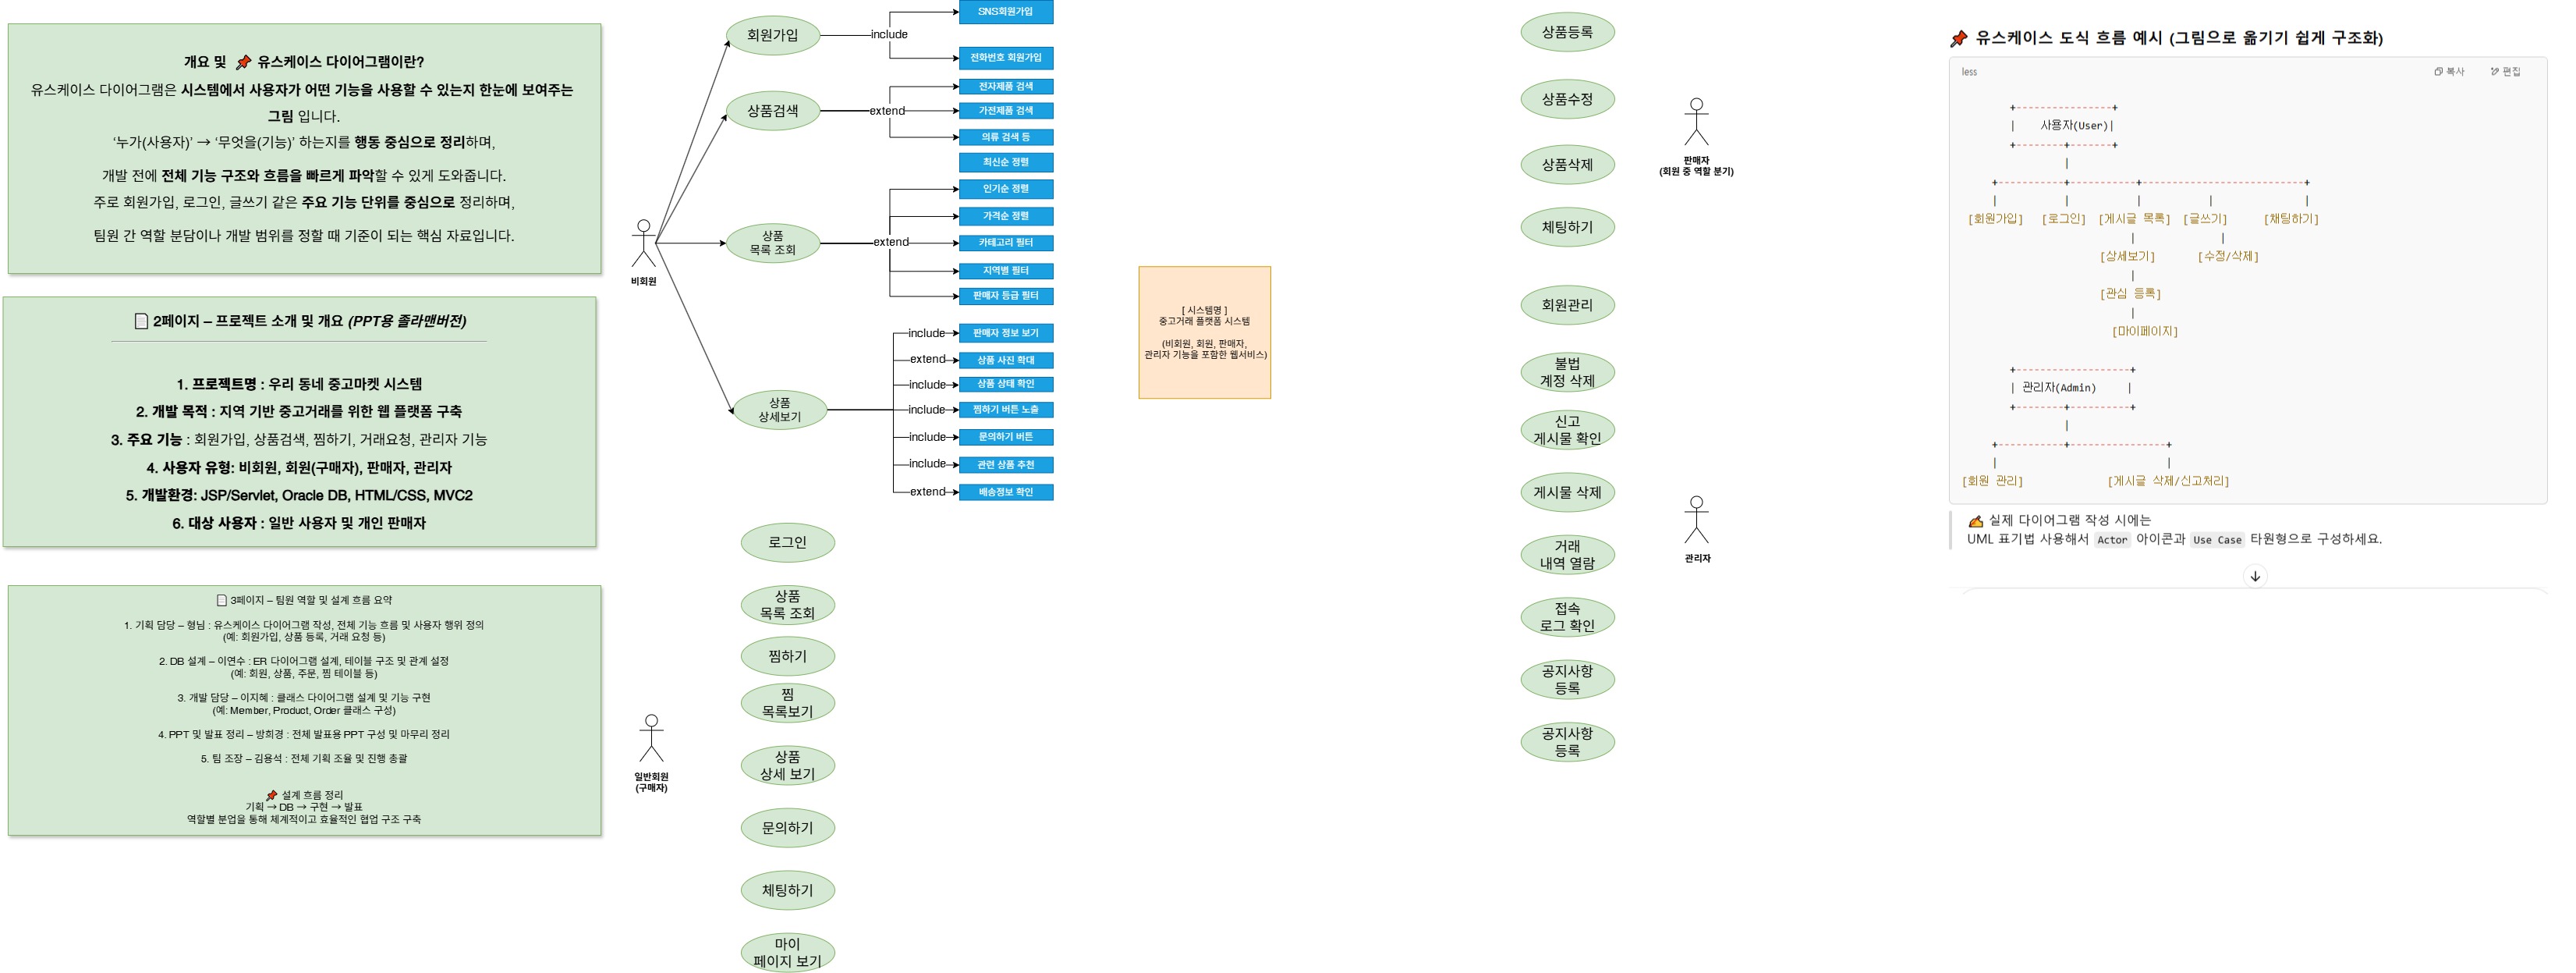 개요 및 📌 유스케이스 다이어그램이란?
유스케이스 다이어그램은 시스템에서 사용자가 어떤 기능을 사용할 수 있는지 한눈에 보여주는
그림 입니다.
‘누가(사용자)’ → ‘무엇을(기능)’ 하는지를 행동 중심으로 정리하며,
개발 전에 전체 기능 구조와 흐름을 빠르게 파악할 수 있게 도와줍니다.
주로 회원가입, 로그인, 글쓰기 같은 주요 기능 단위를 중심으로 정리하며,
팀원 간 역할 분담이나 개발 범위를 정할 때 기준이 되는 핵심 자료입니다.
📄 2페이지 – 프로젝트 소개 및 개요 (PPT용 졸라맨버전)
1. 프로젝트명 : 우리 동네 중고마켓 시스템
2. 개발 목적 : 지역 기반 중고거래를 위한 웹 플랫폼 구축
3. 주요 기능 : 회원가입, 상품검색, 찜하기, 거래요청, 관리자 기능
4. 사용자 유형: 비회원, 회원(구매자), 판매자, 관리자
5. 개발환경: JSP/Servlet, Oracle DB, HTML/CSS, MVC2
6. 대상 사용자 : 일반 사용자 및 개인 판매자
📄 3페이지 – 팀원 역할 및 설계 흐름 요약
1. 기획 담당 – 형님 : 유스케이스 다이어그램 작성, 전체 기능 흐름 및 사용자 행위 정의
(예: 회원가입, 상품 등록, 거래 요청 등)
2. DB 설계 – 이연수 : ER 다이어그램 설계, 테이블 구조 및 관계 설정
(예: 회원, 상품, 주문, 찜 테이블 등)
3. 개발 담당 – 이지혜 : 클래스 다이어그램 설계 및 기능 구현
(예: Member, Product, Order 클래스 구성)
4. PPT 및 발표 정리 – 방희경 : 전체 발표용 PPT 구성 및 마무리 정리
5. 팀 조장 – 김용석 : 전체 기획 조율 및 진행 총괄
📌 설계 흐름 정리
기획 → DB → 구현 → 발표
역할별 분업을 통해 체계적이고 효율적인 협업 구조 구축
비회원
회원가입
include
SNS회원가입
전화번호 회원가입
상품검색
extend
전자제품 검색
가전제품 검색
의류 검색 등
최신순 정렬
상품
목록 조회
extend
인기순 정렬
가격순 정렬
카테고리 필터
지역별 필터
판매자 등급 필터
상품
상세보기
include
판매자 정보 보기
extend
상품 사진 확대
include
상품 상태 확인
include
찜하기 버튼 노출
include
문의하기 버튼
include
관련 상품 추천
extend
배송정보 확인
일반회원
(구매자)
로그인
상품
목록 조회
찜하기
찜
목록보기
상품
상세 보기
문의하기
채팅하기
마이
페이지 보기
[ 시스템명 ]
중고거래 플랫폼 시스템
(비회원, 회원, 판매자,
관리자 기능을 포함한 웹서비스)
상품등록
상품수정
상품삭제
채팅하기
판매자
(회원 중 역할 분기)
회원관리
불법
계정 삭제
신고
게시물 확인
게시물 삭제
거래
내역 열람
접속
로그 확인
공지사항
등록
공지사항
등록
관리자
📌 유스케이스 도식 흐름 예시 (그림으로 옮기기 쉽게 구조화)
less 복사 편집
사용자(User)
[회원가입] [로그인] [게시글 목록] [글쓰기] [채팅하기]
[상세보기] [수정/삭제]
[관심 등록]
[마이페이지]
관리자(Admin)
[회원 관리] [게시글 삭제/신고처리]
✍ 실제 다이어그램 작성 시에는
UML 표기법 사용해서 Actor 아이콘과 Use Case 타원형으로 구성하세요.